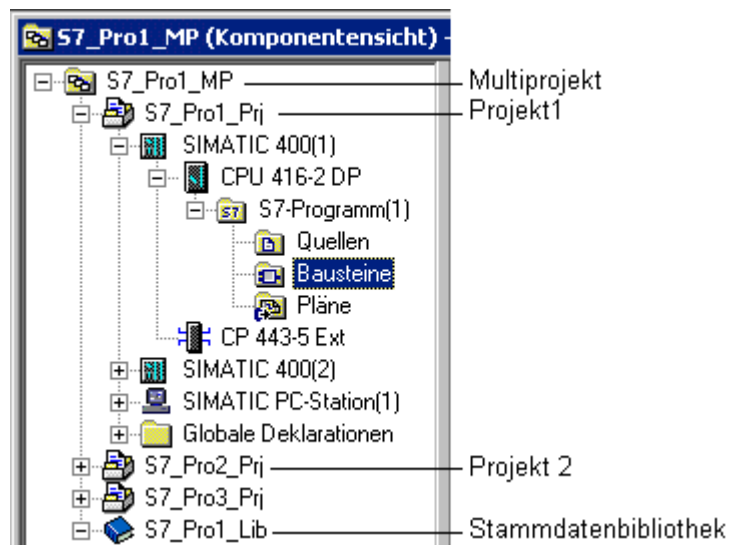 S7_Pro1_MP (Komponentensicht) -
S7_Pro1_MP Multiprojekt
S7_Pro1_Prj Projekt1
SIMATIC 400(1)
CPU 416-2 DP
S7-Programm(1)
Quellen
Bausteine
Pläne
CP 443-5 Ext
SIMATIC 400(2)
SIMATIC PC-Station(1)
Globale Deklarationen
S7_Pro2_Prj Projekt 2
S7_Pro3_Prj
S7_Pro1_Lib Stammdatenbibliothek